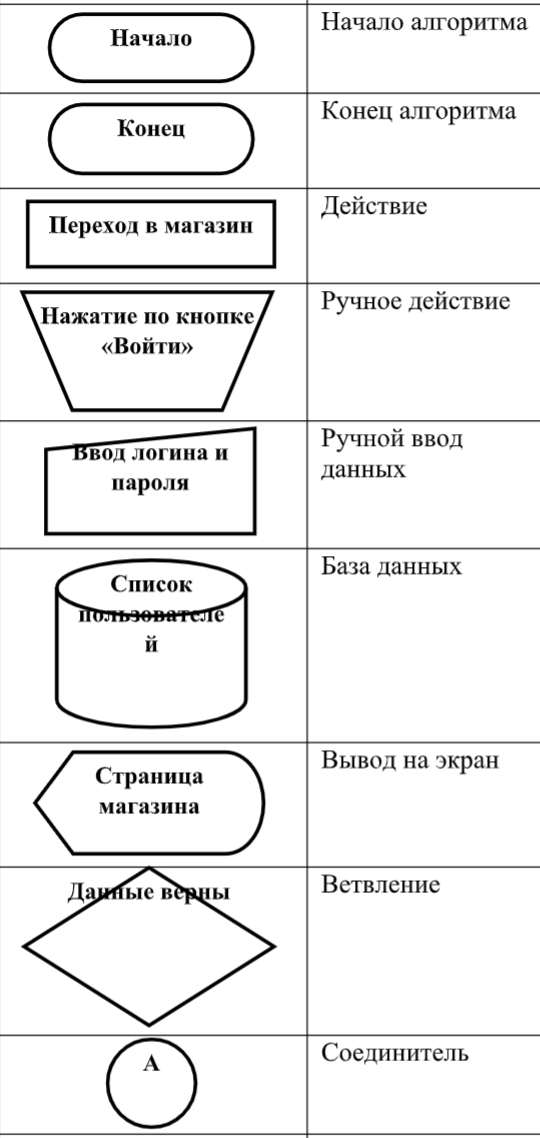 Начало
Начало алгоритма
Конец
Конец алгоритма
Переход в магазин
Действие
Нажатие по кнопке
«Войти»
Ручное действие
Ввод логина и
пароля
Ручной ввод
данных
Список
пользователе
й
База данных
Страница
магазина
Вывод на экран
Данные верны
Ветвление
А
Соединитель